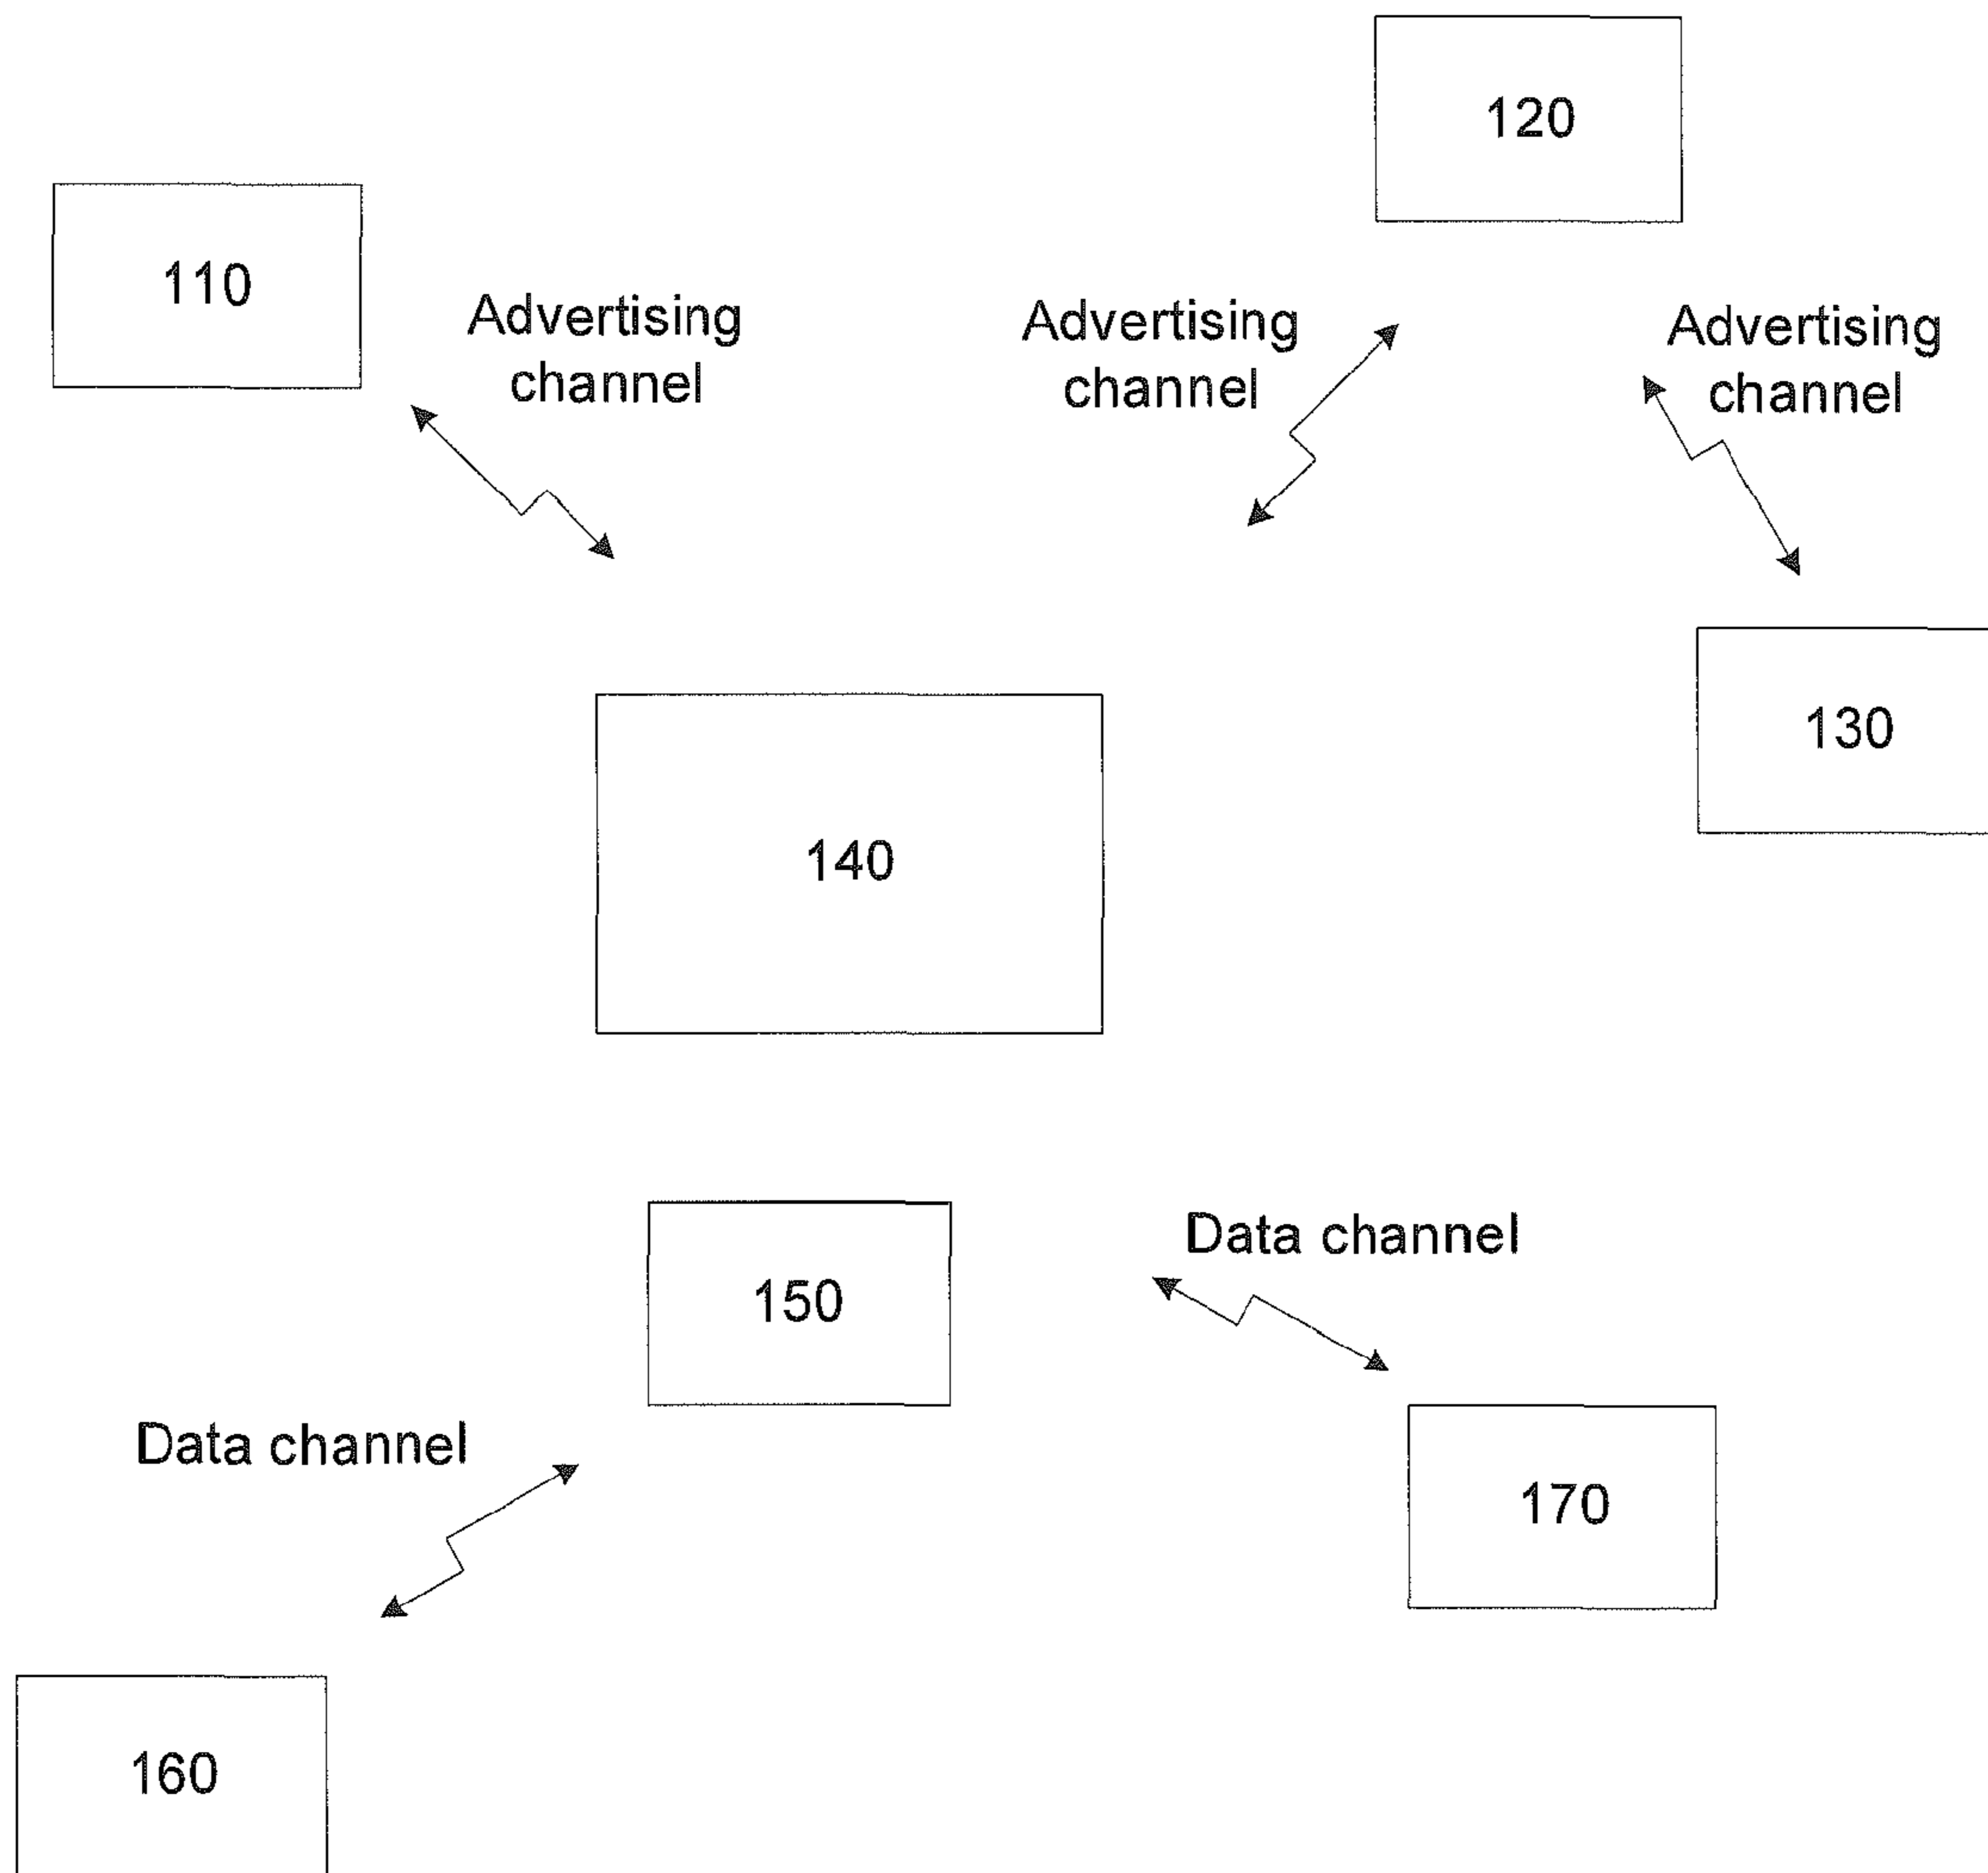 120
110
Advertising
channel
Advertising
channel
Advertising
channel
130
140
150
Data channel
Data channel
170
160